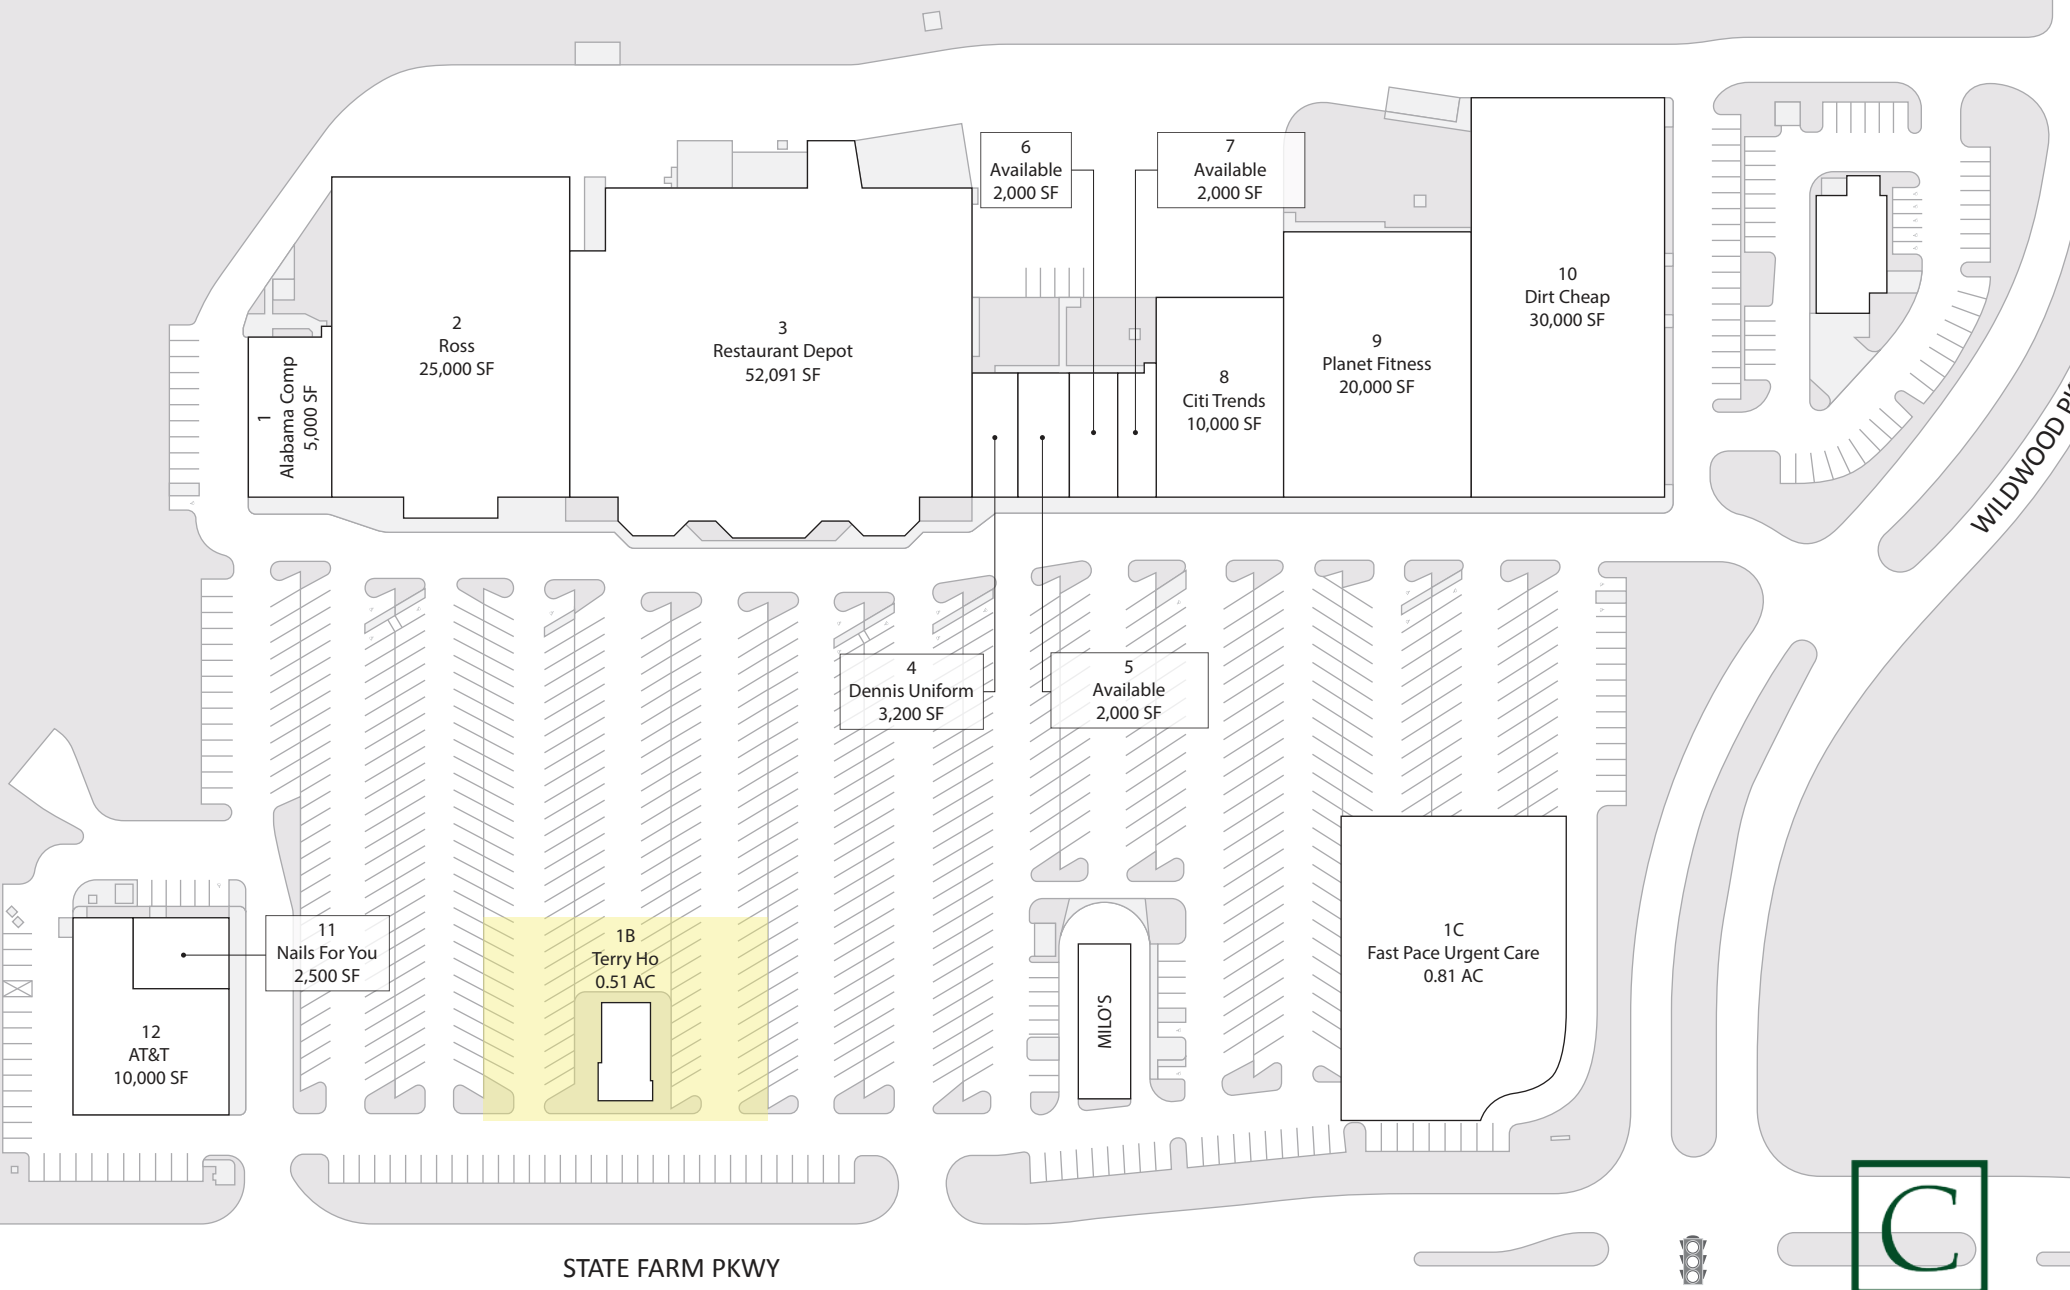 6
Available
2,000 SF
7
Available
2,000 SF
1
Alabama Comp
5,000 SF
2
Ross
25,000 SF
3
Restaurant Depot
52,091 SF
8
Citi Trends
10,000 SF
9
Planet Fitness
20,000 SF
10
Dirt Cheap
30,000 SF
WILDWOOD
4
Dennis Uniform
3,200 SF
5
Available
2,000 SF
11
Nails For You
2,500 SF
12
AT&T
10,000 SF
1B
Terry Ho
0.51 AC
MILO'S
1C
Fast Pace Urgent Care
0.81 AC
STATE FARM PKWY
C